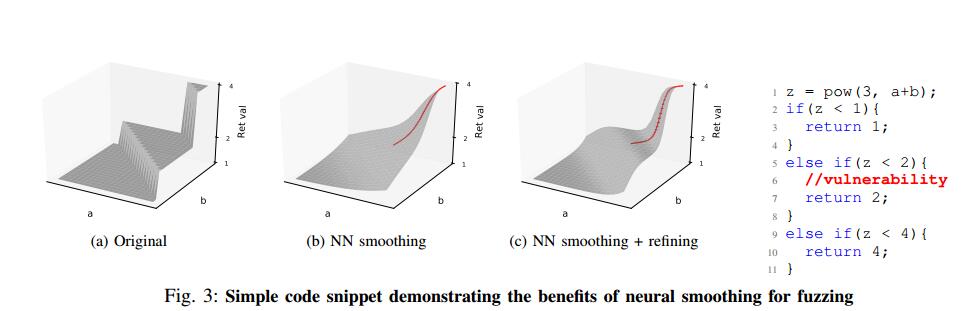 4
2
1
Ret val
a
b
(a) Original
4
2
1
Ret val
a
b
(b) NN smoothing
4
2
1
Ret val
a
b
(c) NN smoothing + refining
1 z = pow(3, a+b);
2 if(z < 1){
3 return 1;
4 }
5 else if(z < 2){
6 //vulnerability
7 return 2;
8 }
9 else if(z < 4){
10 return 4;
11 }
Fig. 3: Simple code snippet demonstrating the benefits of neural smoothing for fuzzing